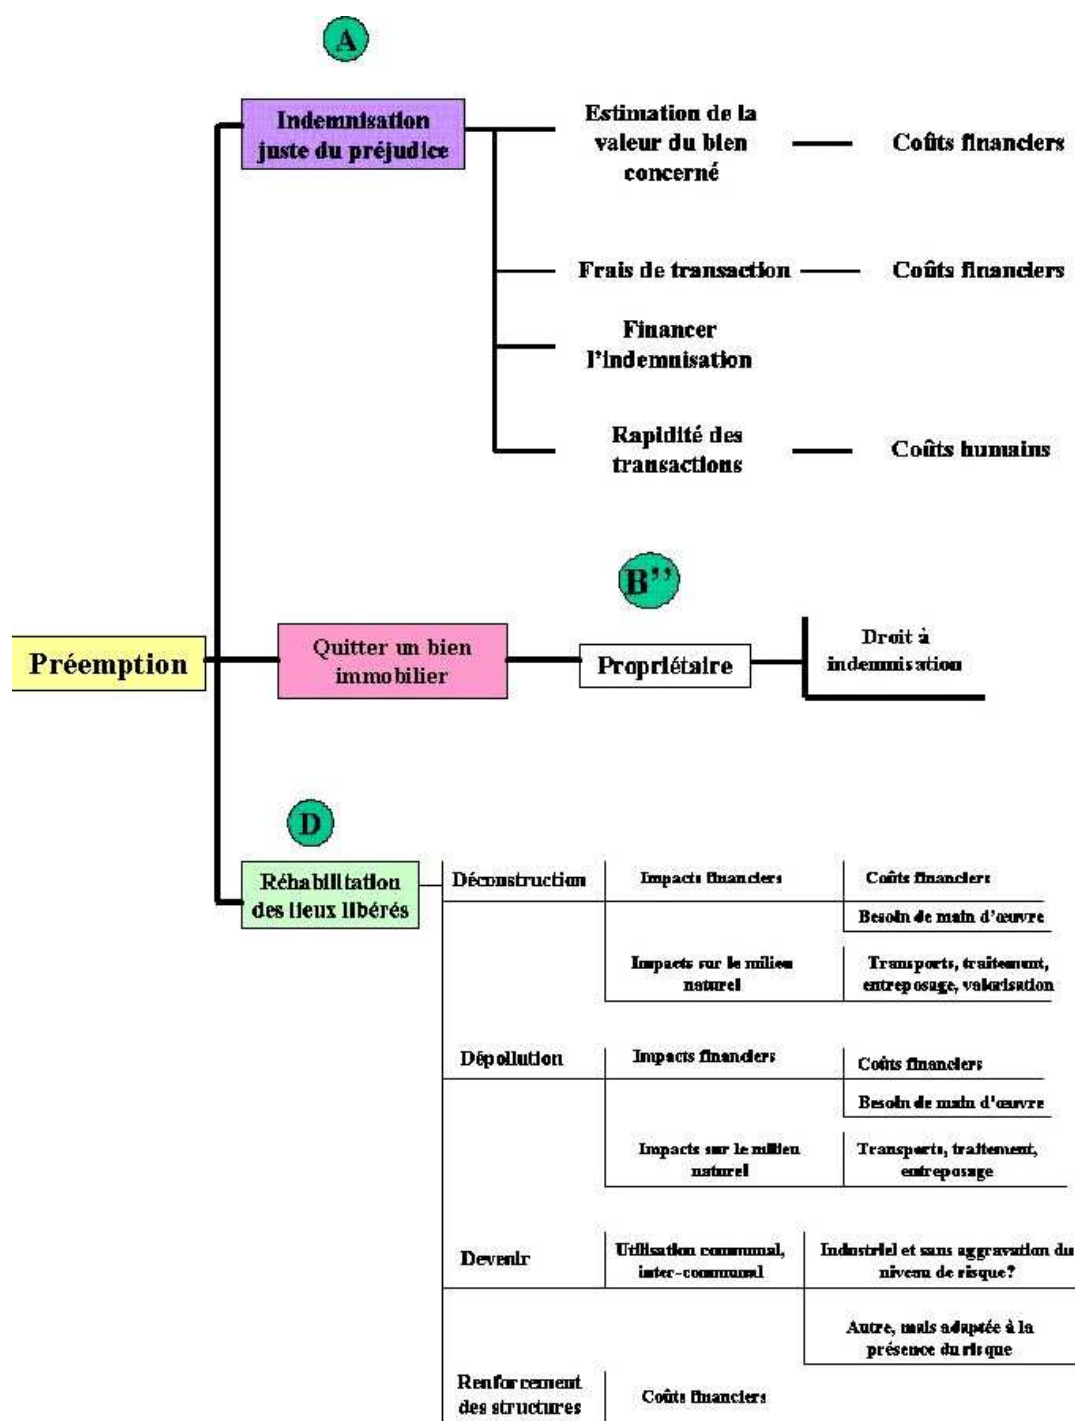 A
Indemnisation
juste du préjudice
Estimation de la
valeur du bien
concerné
Coûts financiers
Frais de transaction
Coûts financiers
Financer
l'indemnisation
Rapidité des
transactions
Coûts humains
B''
Préemption
Quitter un bien
immobilier
Propriétaire
Droit à
indemnisation
D
Réhabilitation
des lieux libérés
Déconstruction
Impacts financiers
Coûts financiers
Besoin de main d'œuvre
Impacts sur le milieu
naturel
Transports, traitement,
entreposage, valorisation
Dépollution
Impacts financiers
Coûts financiers
Besoin de main d'œuvre
Impacts sur le milieu
naturel
Transports, traitement,
entreposage
Devenir
Utilisation communal,
inter-communal
Industriel et sans aggravation du
niveau de risque?
Autre, mais adaptée à la
présence du risque
Renforcement
des structures
Coûts financiers